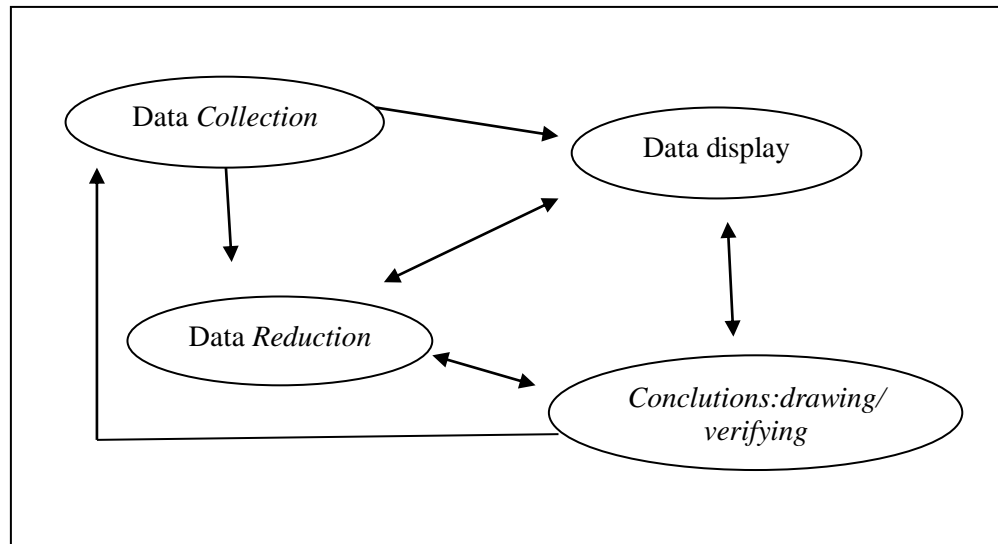 Data Collection
Data display
Data Reduction
Conclutions:drawing/
verifying